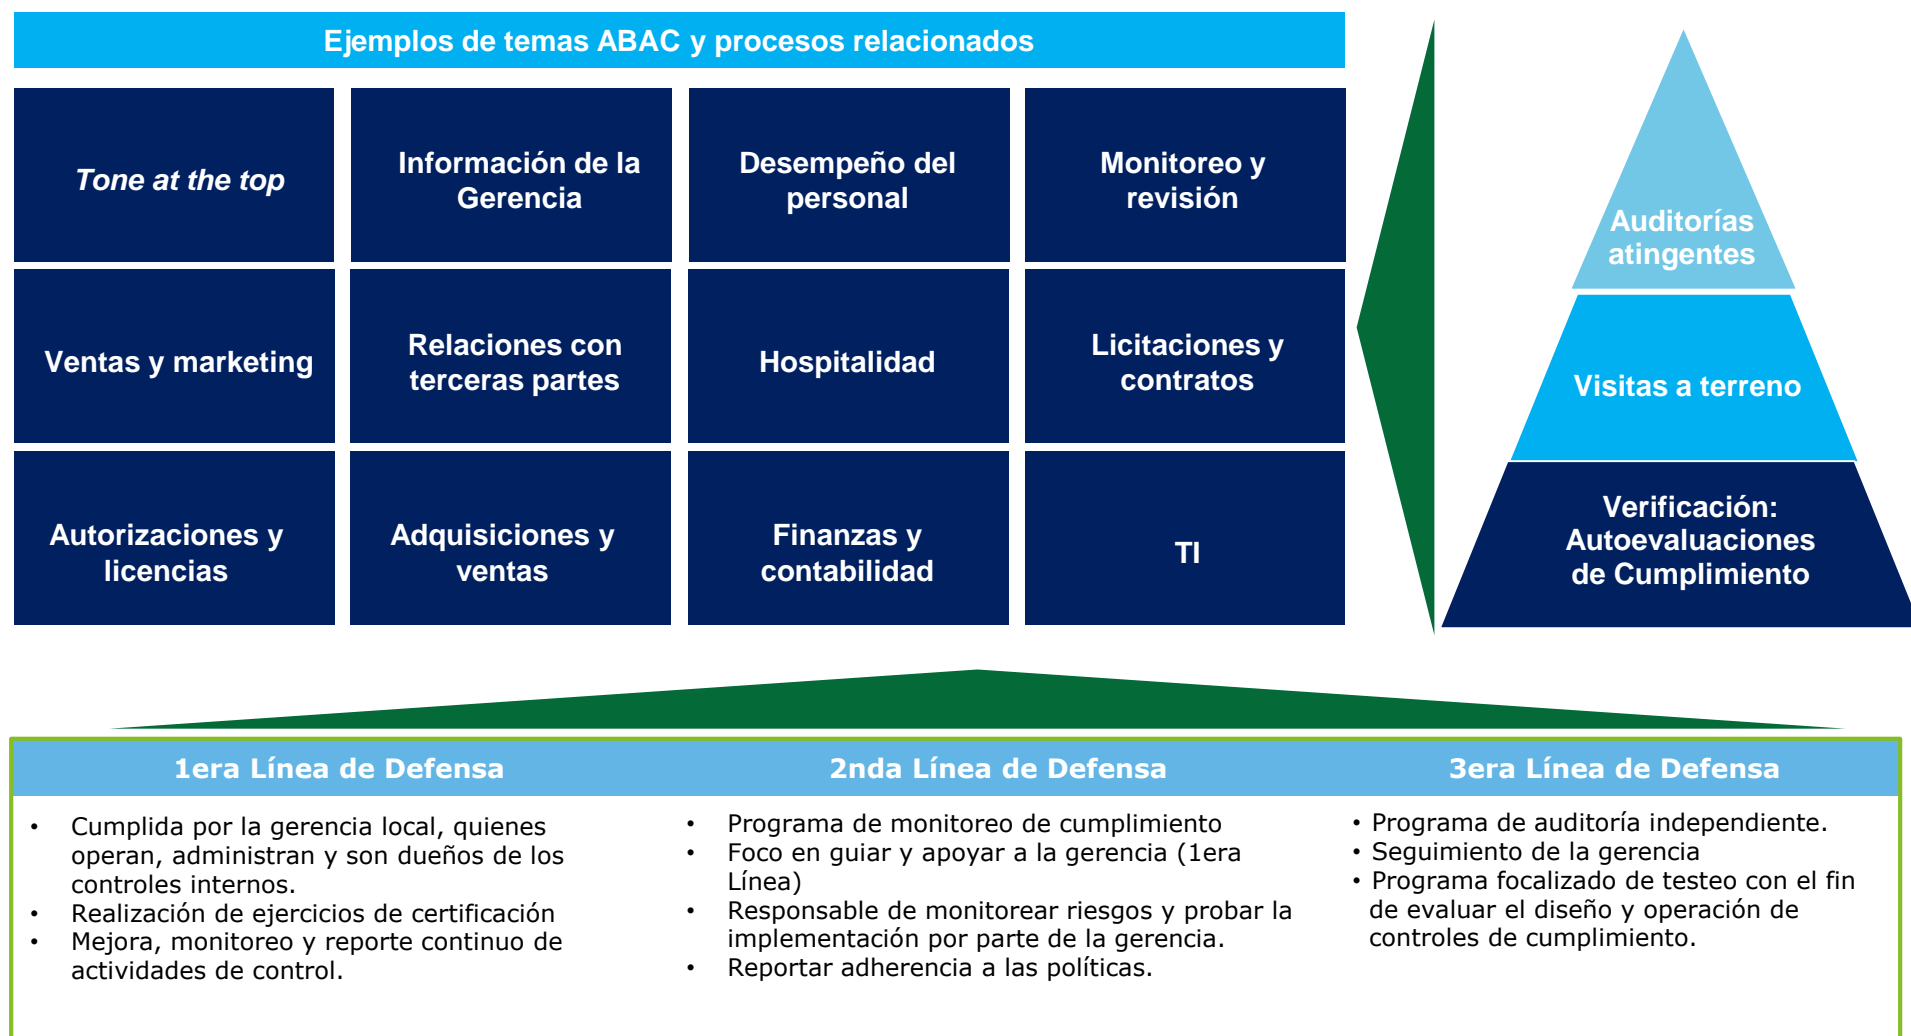 Ejemplos de temas ABAC y procesos relacionados
Tone at the top
Información de la
Gerencia
Desempeño del
personal
Monitoreo y
revisión
Ventas y marketing
Relaciones con
terceras partes
Hospitalidad
Licitaciones y
contratos
Autorizaciones y
licencias
Adquisiciones y
ventas
Finanzas y
contabilidad
TI
Auditorías
atingentes
Visitas a terreno
Verificación:
Autoevaluaciones
de Cumplimiento
1era Línea de Defensa
• Cumplida por la gerencia local, quienes
operan, administran y son dueños de los
controles internos.
• Realización de ejercicios de certificación
• Mejora, monitoreo y reporte continuo de
actividades de control.
2nda Línea de Defensa
• Programa de monitoreo de cumplimiento
• Foco en guiar y apoyar a la gerencia (1era
Línea)
• Responsable de monitorear riesgos y probar la
implementación por parte de la gerencia.
• Reportar adherencia a las políticas.
3era Línea de Defensa
• Programa de auditoría independiente.
• Seguimiento de la gerencia
• Programa focalizado de testeo con el fin
de evaluar el diseño y operación de
controles de cumplimiento.